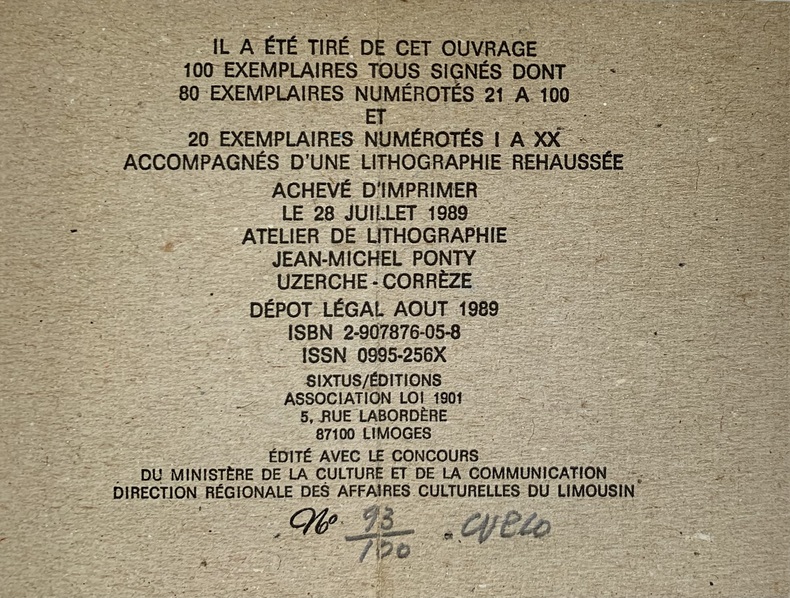 IL A ÉTÉ TIRÉ DE CET OUVRAGE
100 EXEMPLAIRES TOUS SIGNÉS DONT
80 EXEMPLAIRES NUMÉROTÉS 21 A 100
ET
20 EXEMPLAIRES NUMÉROTÉS I A XX
ACCOMPAGNÉS D'UNE LITHOGRAPHIE REHAUSSÉE
ACHEVÉ D'IMPRIMER
LE 28 JUILLET 1989
ATELIER DE LITHOGRAPHIE
JEAN-MICHEL PONTY
UZERCHE - CORRÈZE
DÉPOT LÉGAL AOUT 1989
ISBN 2-907876-05-8
ISSN 0995-256X
SIXTUS/ÉDITIONS
ASSOCIATION LOI 1901
5, RUE LABORDÈRE
87100 LIMOGES
ÉDITÉ AVEC LE CONCOURS
DU MINISTÈRE DE LA CULTURE ET DE LA COMMUNICATION
DIRECTION RÉGIONALE DES AFFAIRES CULTURELLES DU LIMOUSIN
No 93/100